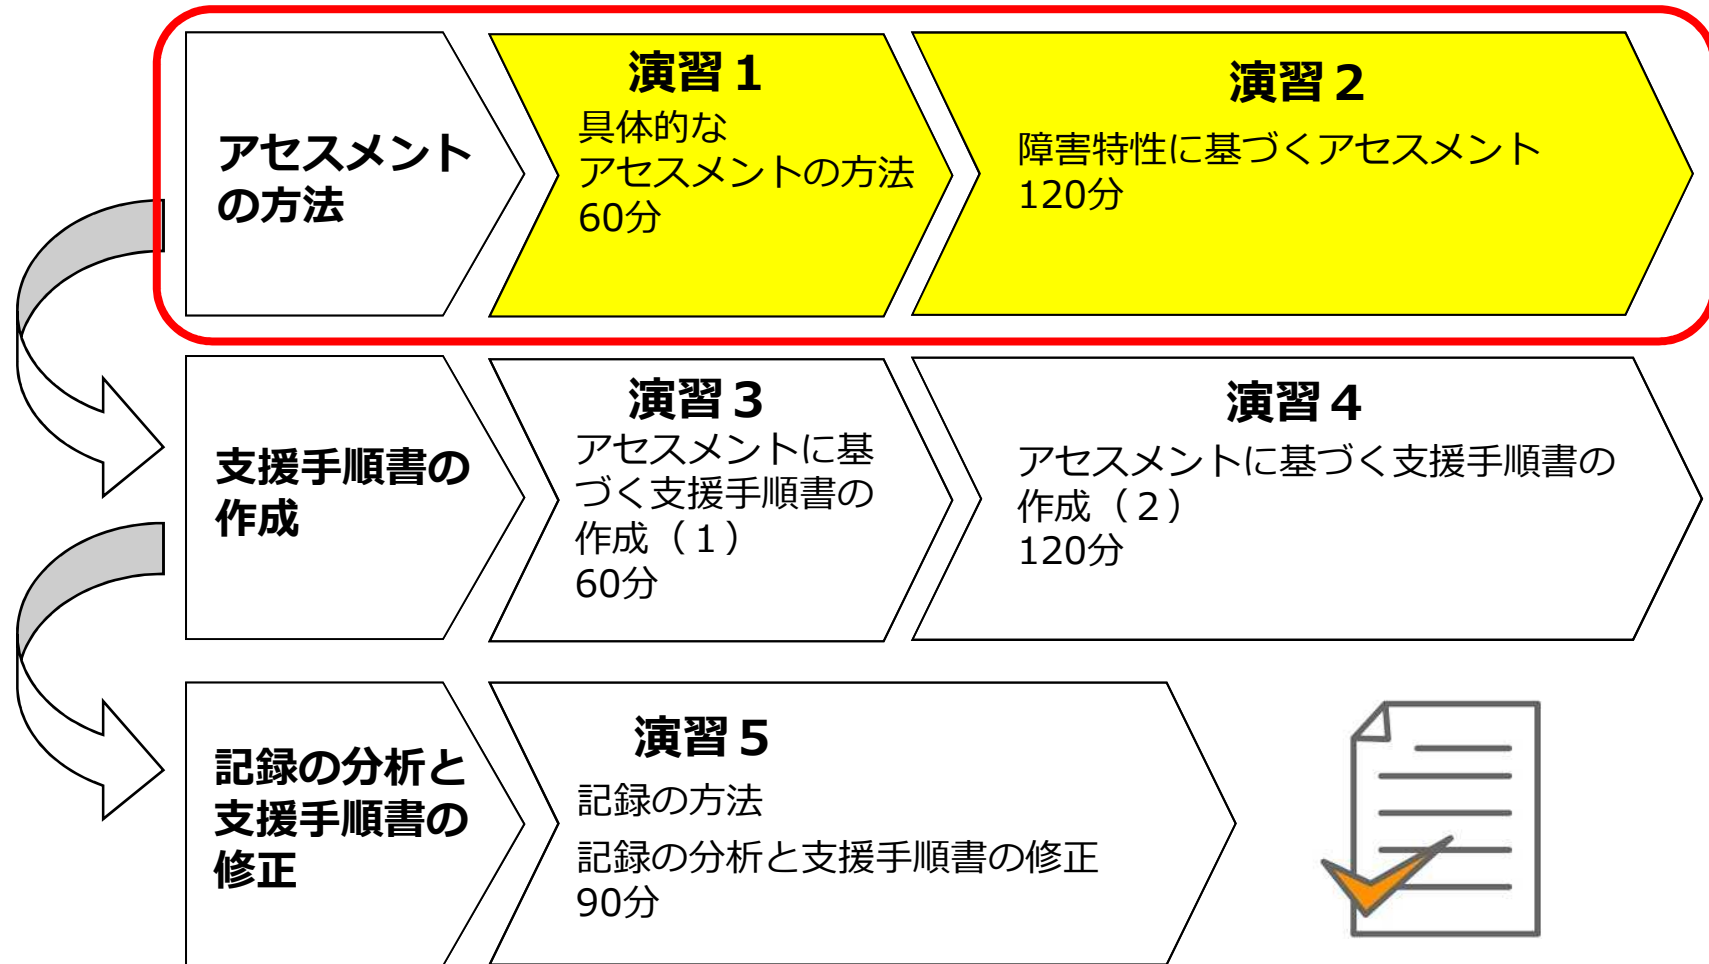 アセスメント
の方法
演習１
具体的な
アセスメントの方法
60分
演習２
障害特性に基づくアセスメント
120分
支援手順書の
作成
演習３
アセスメントに基
づく支援手順書の
作成（１）
60分
演習４
アセスメントに基づく支援手順書の
作成（２）
120分
記録の分析と
支援手順書の
修正
演習５
記録の方法
記録の分析と支援手順書の修正
90分